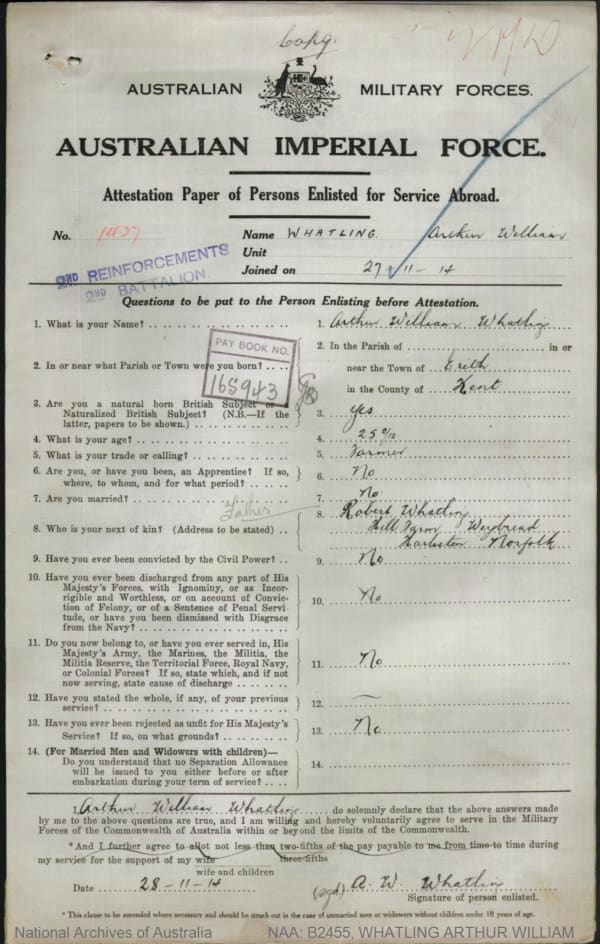 Copy.
AUSTRALIAN MILITARY FORCES.
AUSTRALIAN IMPERIAL FORCE.
Attestation Paper of Persons Enlisted for Service Abroad.
No. 1457 Name WHATLING. Arthur William
Unit
Joined on 27 - 11 - 14
2ND REINFORCEMENTS
2ND BATTALION
Questions to be put to the Person Enlisting before Attestation.
1. What is your Name? 1. Arthur William Whatling
PAY BOOK NO.
165943
2. In or near what Parish or Town were you born? 2. In the Parish of in or
near the Town of Erith
in the County of Kent
3. Are you a natural born British Subject or a
Naturalized British Subject? (N.B.—If the
latter, papers to be shown.) 3. yes
4. What is your age? 4. 25 9/12
5. What is your trade or calling? 5. Farmer
6. Are you, or have you been, an Apprentice? If so,
where, to whom, and for what period? 6. No
7. Are you married? 7. No
Father
8. Who is your next of kin? (Address to be stated) 8. Robert Whatling
Hill Farm Weybread
Harleston Norfolk
9. Have you ever been convicted by the Civil Power? 9. No
10. Have you ever been discharged from any part of His
Majesty's Forces, with Ignominy, or as Incor-
rigible and Worthless, or on account of Convic-
tion of Felony, or of a Sentence of Penal Servi-
tude, or have you been dismissed with Disgrace
from the Navy? 10. No
11. Do you now belong to, or have you ever served in, His
Majesty's Army, the Marines, the Militia, the
Militia Reserve, the Territorial Force, Royal Navy,
or Colonial Forces? If so, state which, and if not
now serving, state cause of discharge 11. No
12. Have you stated the whole, if any, of your previous
service? 12. —
13. Have you ever been rejected as unfit for His Majesty's
Service? If so, on what grounds? 13. No
14. (For Married Men and Widowers with children)—
Do you understand that no Separation Allowance
will be issued to you either before or after
embarkation during your term of service? 14.
I, Arthur William Whatling do solemnly declare that the above answers made
by me to the above questions are true, and I am willing and hereby voluntarily agree to serve in the Military
Forces of the Commonwealth of Australia within or beyond the limits of the Commonwealth.
*And I further agree to allot not less than two-fifths of the pay payable to me from time to time during
three-fifths
my service for the support of my wife
wife and children
Date 28-11-14 (sgd) A. W. Whatling
Signature of person enlisted.
* This clause to be amended where necessary and should be struck out in the case of unmarried men or widowers without children under 18 years of age.
National Archives of Australia NAA: B2455, WHATLING ARTHUR WILLIAM